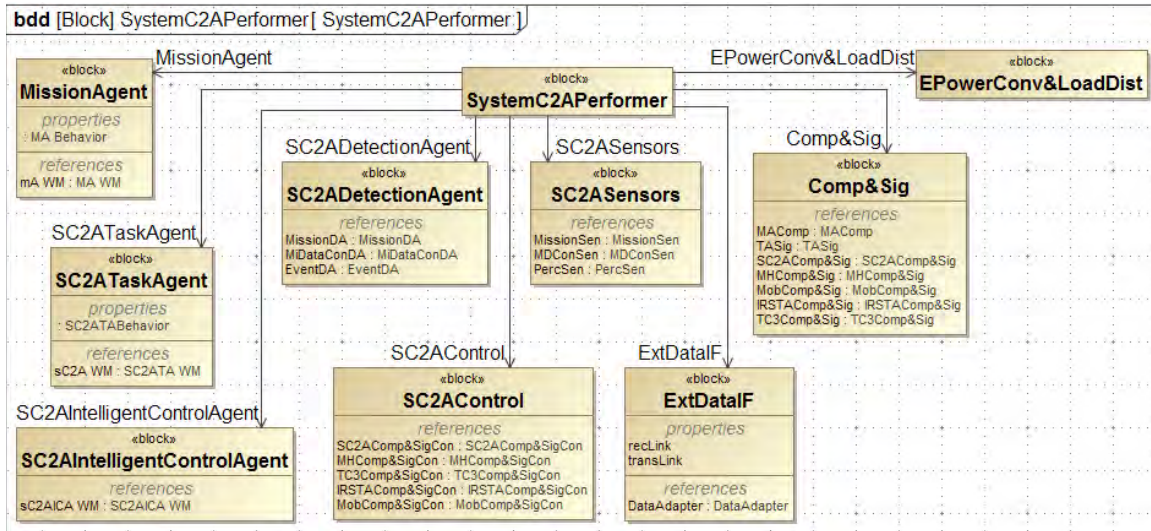 bdd [Block] SystemC2APerformer[ SystemC2APerformer ]
MissionAgent
«block»
MissionAgent
properties
: MA Behavior
references
mA WM : MA WM
«block»
SystemC2APerformer
EPowerConv&LoadDist
«block»
EPowerConv&LoadDist
SC2ADetectionAgent
«block»
SC2ADetectionAgent
references
MissionDA : MissionDA
MiDataConDA : MiDataConDA
EventDA : EventDA
SC2ASensors
«block»
SC2ASensors
references
MissionSen : MissionSen
MDConSen : MDConSen
PercSen : PercSen
Comp&Sig
«block»
Comp&Sig
references
MAComp : MAComp
TASig : TASig
SC2AComp&Sig : SC2AComp&Sig
MHComp&Sig : MHComp&Sig
MobComp&Sig : MobComp&Sig
IRSTAComp&Sig : IRSTAComp&Sig
TC3Comp&Sig : TC3Comp&Sig
SC2ATaskAgent
«block»
SC2ATaskAgent
properties
: SC2ATABehavior
references
sC2A WM : SC2ATA WM
SC2AIntelligentControlAgent
«block»
SC2AIntelligentControlAgent
references
sC2AICA WM : SC2AICA WM
SC2AControl
«block»
SC2AControl
references
SC2AComp&SigCon : SC2AComp&SigCon
MHComp&SigCon : MHComp&SigCon
TC3Comp&SigCon : TC3Comp&SigCon
IRSTAComp&SigCon : IRSTAComp&SigCon
MobComp&SigCon : MobComp&SigCon
ExtDataIF
«block»
ExtDataIF
properties
recLink
transLink
references
DataAdapter : DataAdapter